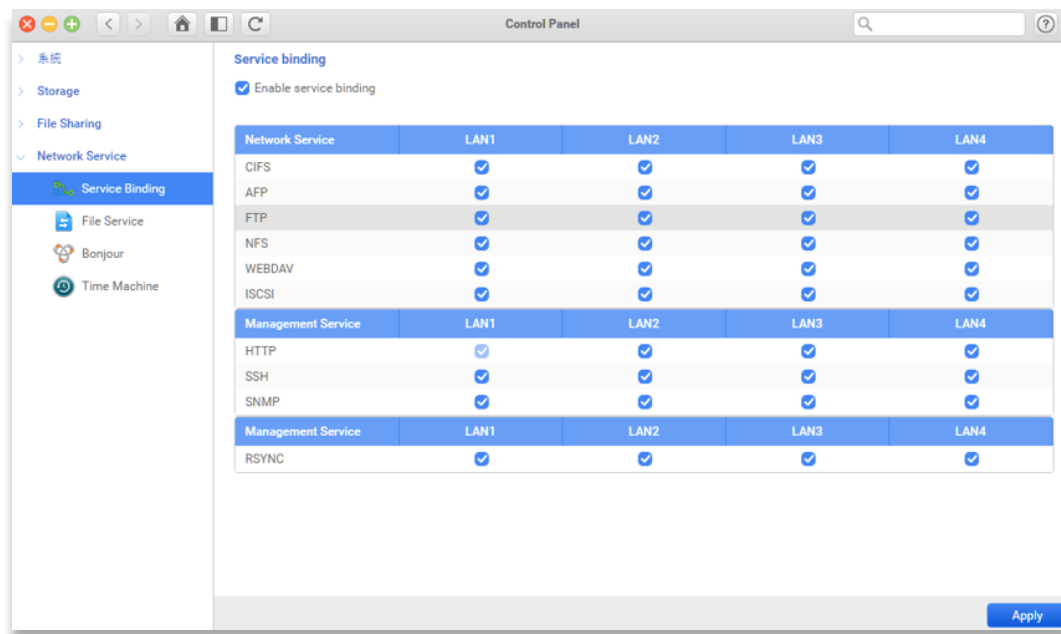 Control Panel
系統
Storage
File Sharing
Network Service
Service Binding
File Service
Bonjour
Time Machine
Service binding
Enable service binding
Network Service LAN1 LAN2 LAN3 LAN4
CIFS
AFP
FTP
NFS
WEBDAV
ISCSI
Management Service LAN1 LAN2 LAN3 LAN4
HTTP
SSH
SNMP
Management Service LAN1 LAN2 LAN3 LAN4
RSYNC
Apply